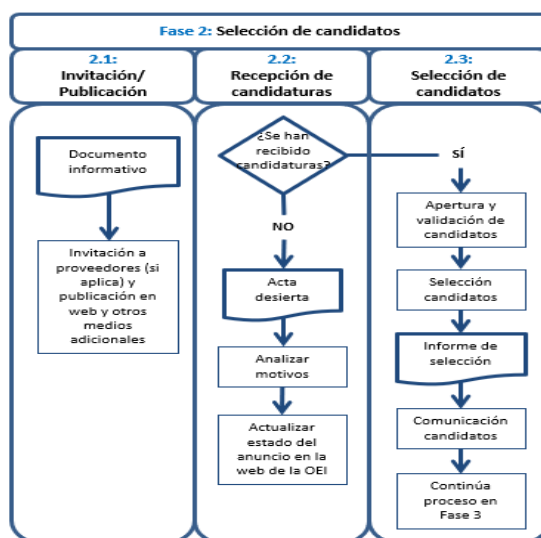 Fase 2: Selección de candidatos
2.1:
Invitación/
Publicación
2.2:
Recepción de
candidaturas
2.3:
Selección de
candidatos
Documento
informativo
Invitación a
proveedores (si
aplica) y
publicación en
web y otros
medios
adicionales
¿Se han
recibido
candidaturas?
NO
Acta
desierta
Analizar
motivos
Actualizar
estado del
anuncio en la
web de la OEI
SÍ
Apertura y
validación de
candidatos
Selección
candidatos
Informe de
selección
Comunicación
candidatos
Continúa
proceso en
Fase 3